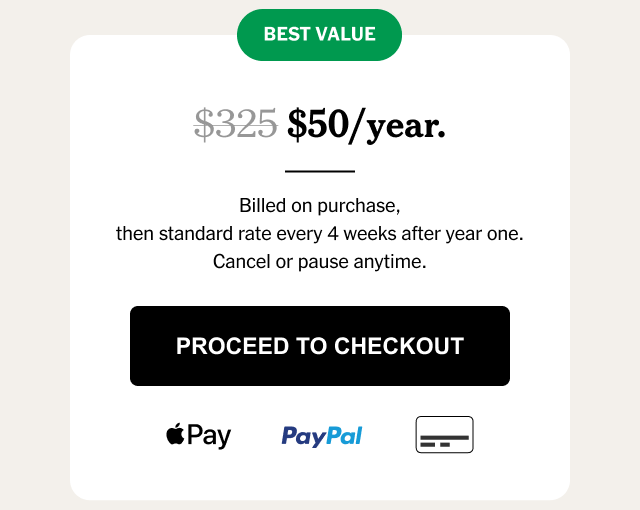 BEST VALUE
$325 $50/year.
Billed on purchase,
then standard rate every 4 weeks after year one.
Cancel or pause anytime.
PROCEED TO CHECKOUT
Pay PayPal